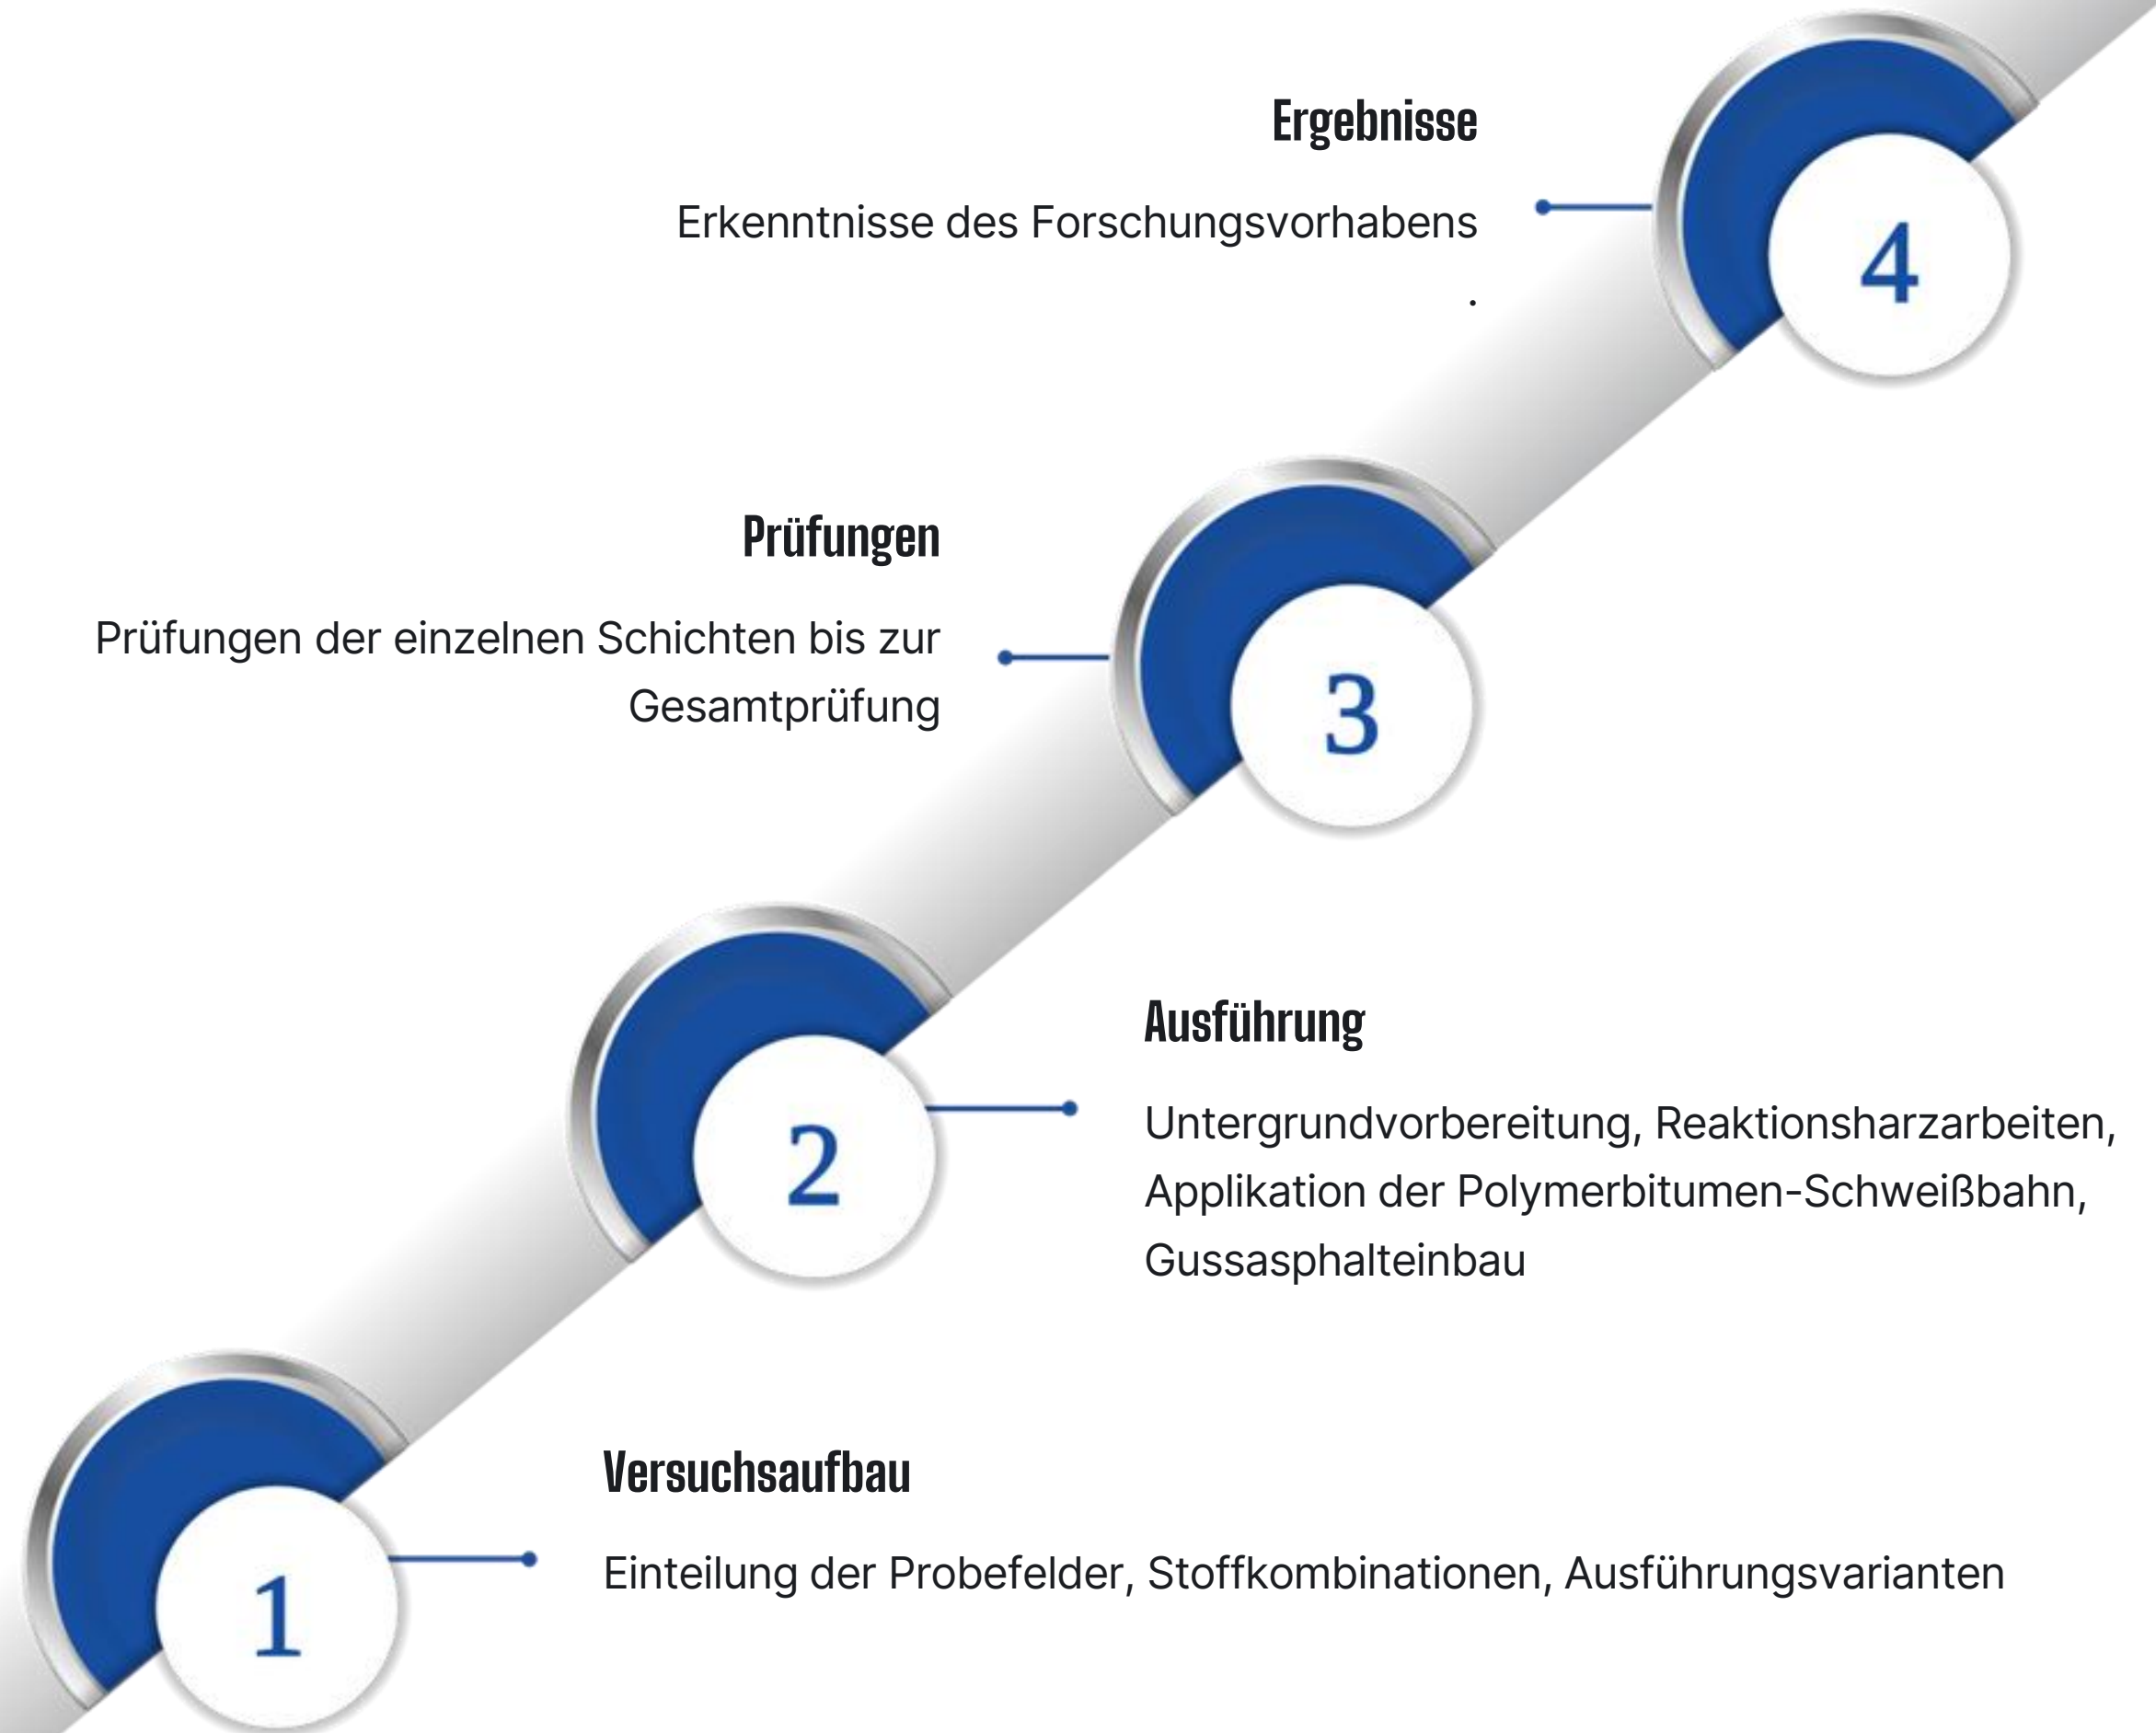 Ergebnisse
Erkenntnisse des Forschungsvorhabens
.
4
Prüfungen
Prüfungen der einzelnen Schichten bis zur
Gesamtprüfung
3
Ausführung
Untergrundvorbereitung, Reaktionsharzarbeiten,
Applikation der Polymerbitumen-Schweißbahn,
Gussasphalteinbau
2
Versuchsaufbau
Einteilung der Probefelder, Stoffkombinationen, Ausführungsvarianten
1